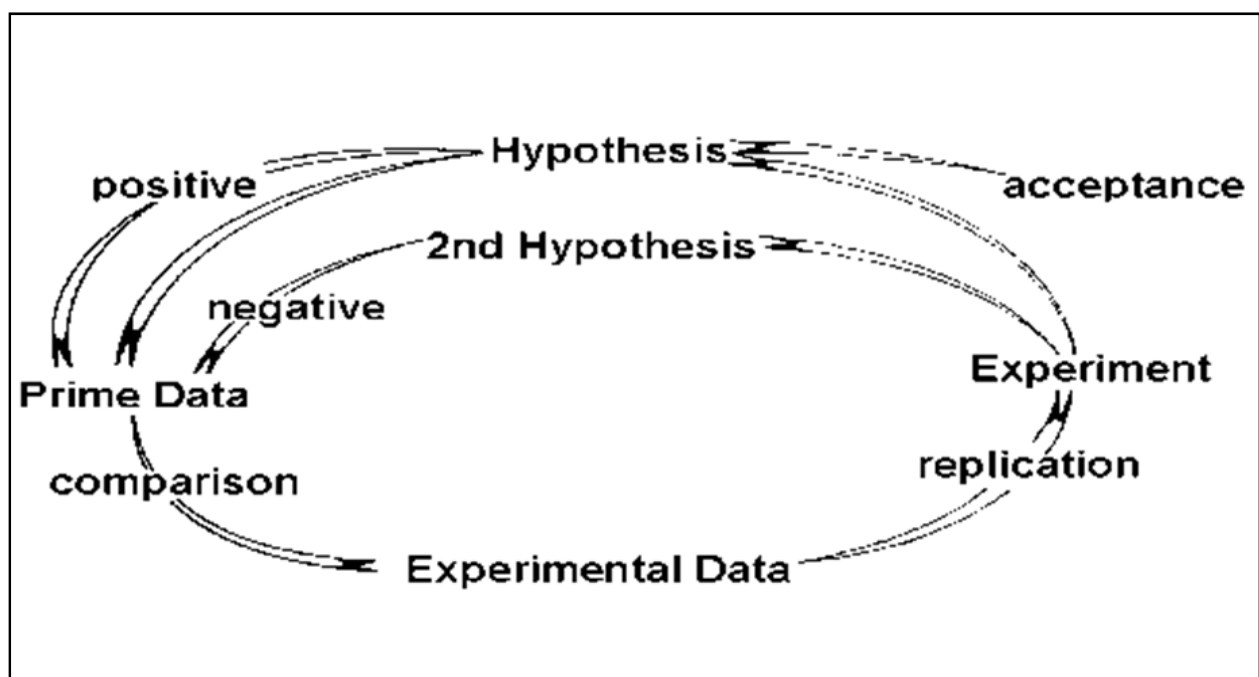 Hypothesis
positive
acceptance
2nd Hypothesis
negative
Experiment
Prime Data
replication
comparison
Experimental Data